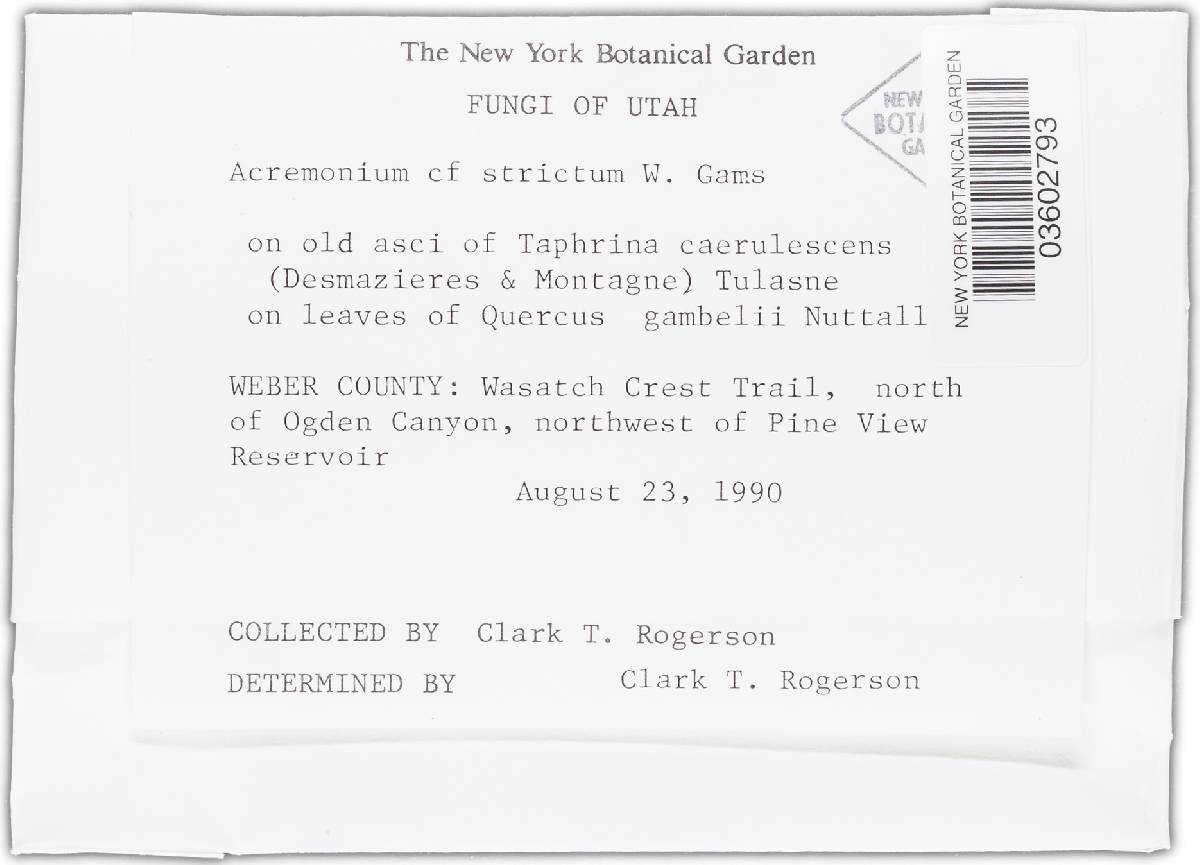 The New York Botanical Garden
FUNGI OF UTAH
NEW
BOTA
GA
NEW YORK BOTANICAL GARDEN
03602793
Acremonium cf strictum W. Gams
on old asci of Taphrina caerulescens
(Desmazieres & Montagne) Tulasne
on leaves of Quercus gambelii Nuttall
WEBER COUNTY: Wasatch Crest Trail, north
of Ogden Canyon, northwest of Pine View
Reservoir
August 23, 1990
COLLECTED BY Clark T. Rogerson
DETERMINED BY Clark T. Rogerson